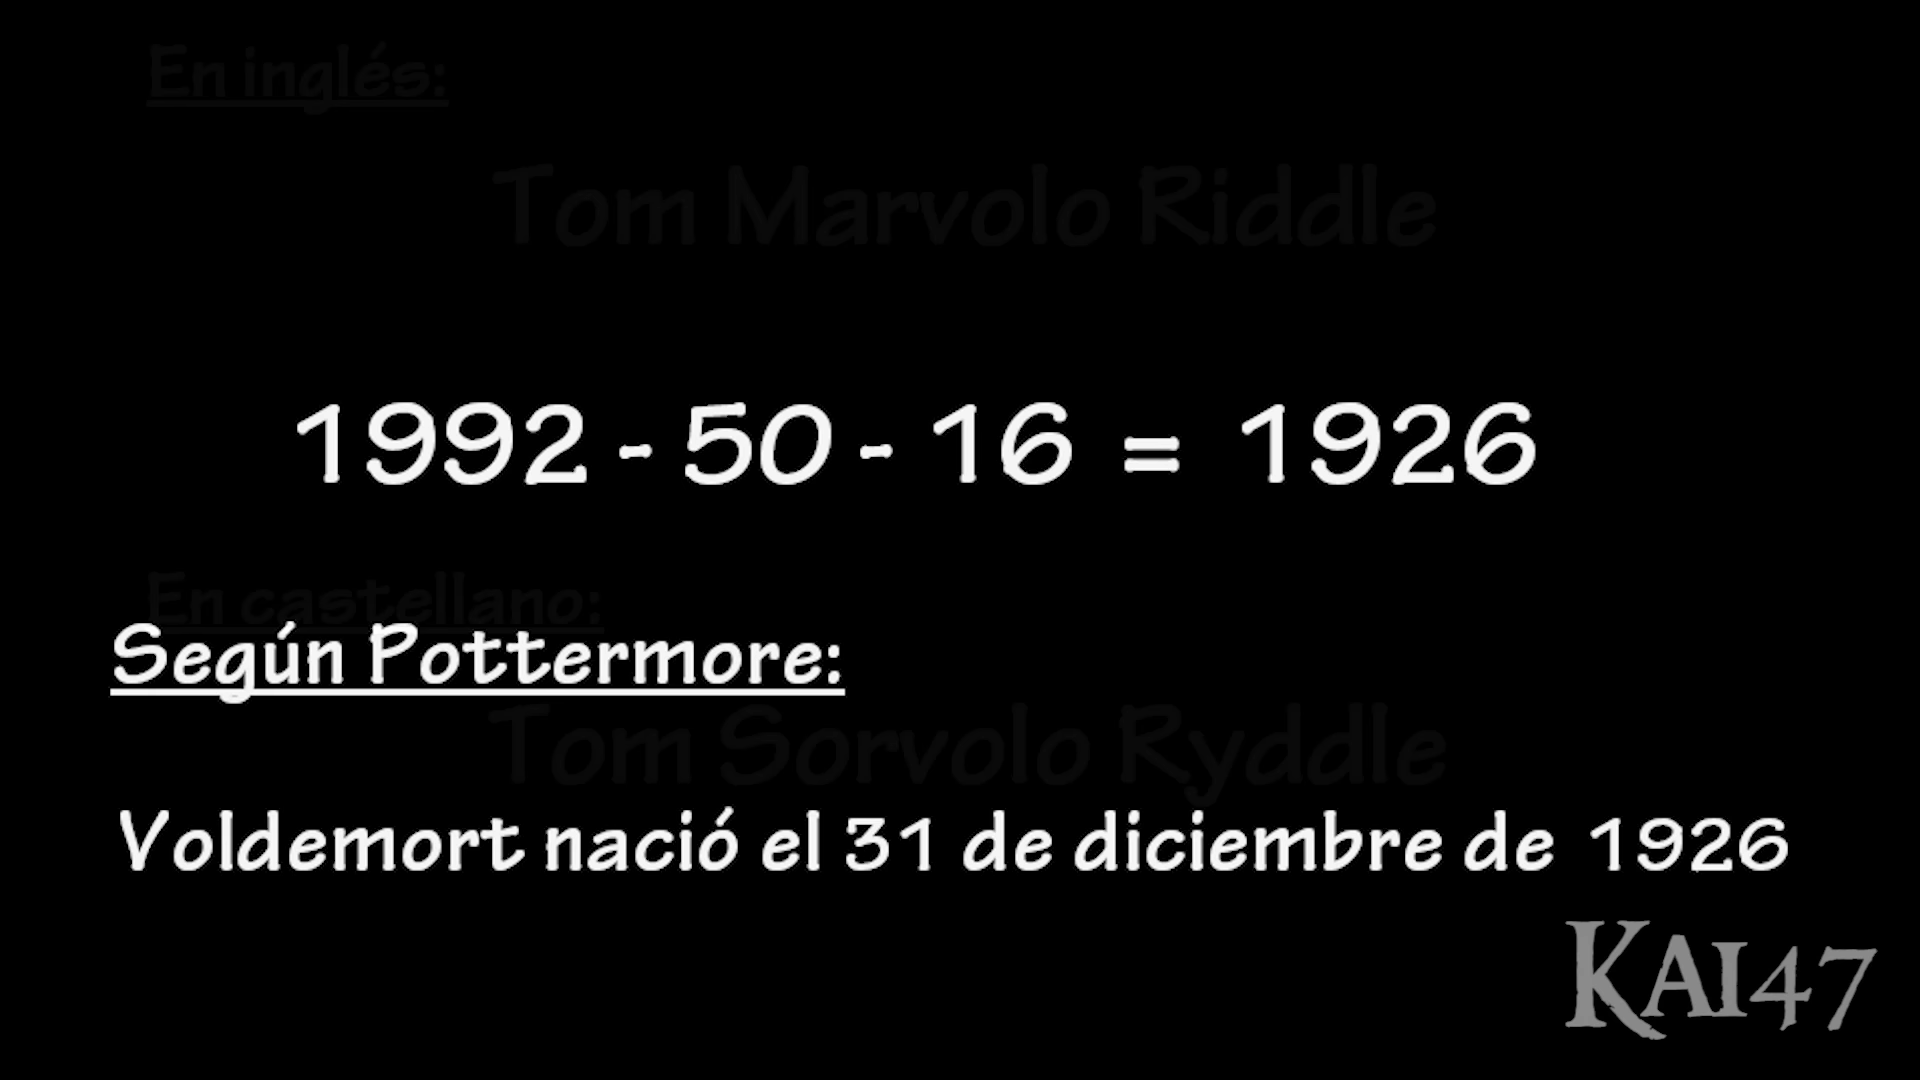 En inglés:
Tom Marvolo Riddle
1992 - 50 - 16 = 1926
En castellano:
Según Pottermore:
Tom Sorvolo Ryddle
Voldemort nació el 31 de diciembre de 1926
KAI47